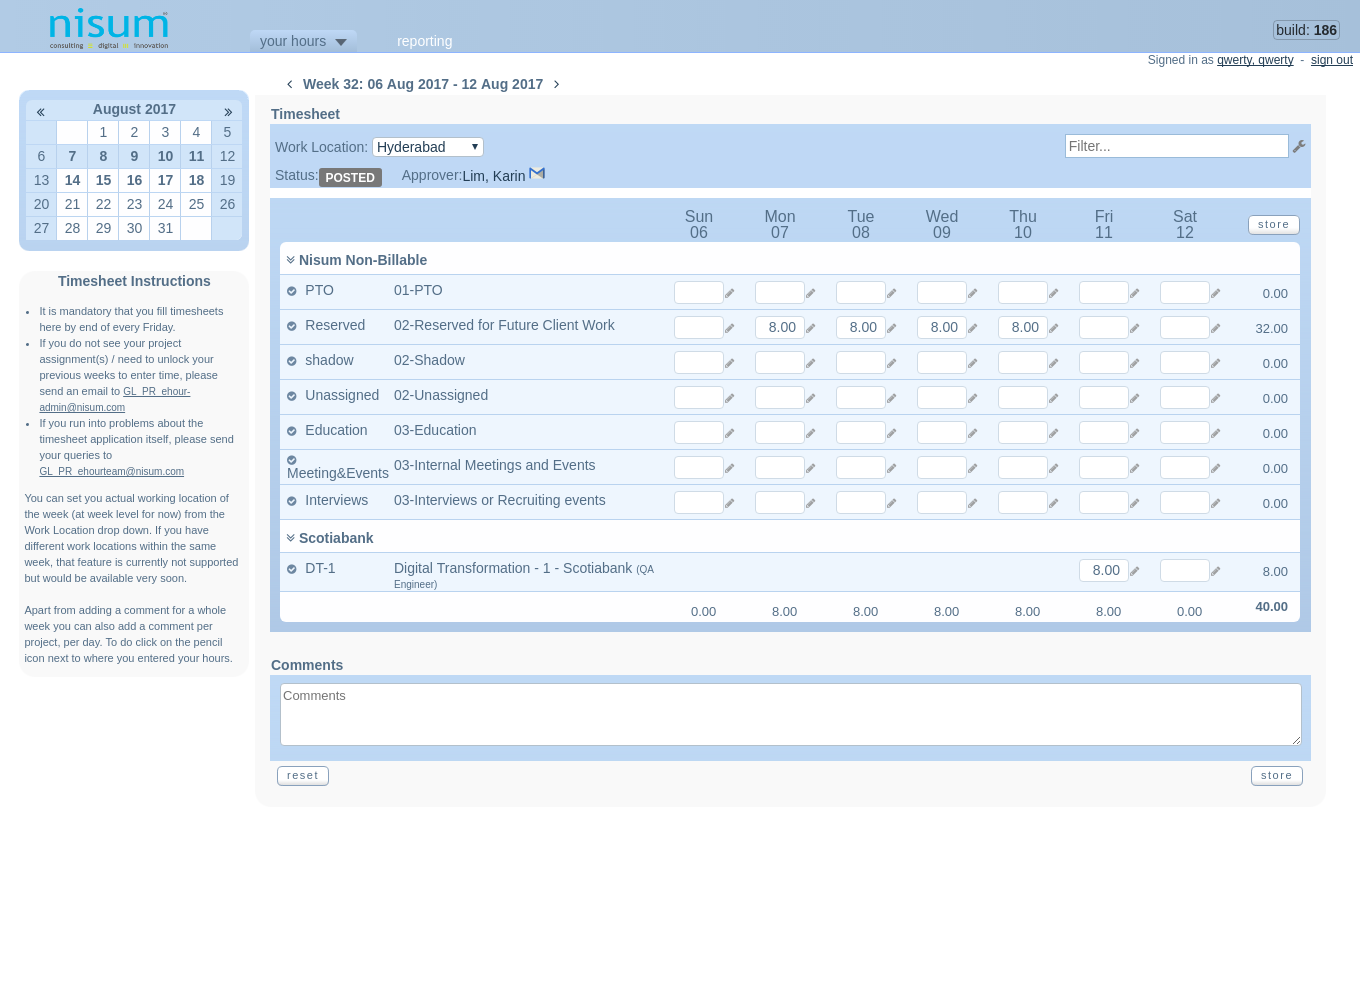 nisum
consulting digital innovation
your hours
reporting
build: 186
Signed in as qwerty, qwerty - sign out
Week 32: 06 Aug 2017 - 12 Aug 2017
August 2017
1 2 3 4 5
6 7 8 9 10 11 12
13 14 15 16 17 18 19
20 21 22 23 24 25 26
27 28 29 30 31
Timesheet Instructions
• It is mandatory that you fill timesheets
here by end of every Friday.
• If you do not see your project
assignment(s) / need to unlock your
previous weeks to enter time, please
send an email to GL_PR_ehour-
admin@nisum.com
• If you run into problems about the
timesheet application itself, please send
your queries to
GL_PR_ehourteam@nisum.com
You can set you actual working location of
the week (at week level for now) from the
Work Location drop down. If you have
different work locations within the same
week, that feature is currently not supported
but would be available very soon.
Apart from adding a comment for a whole
week you can also add a comment per
project, per day. To do click on the pencil
icon next to where you entered your hours.
Timesheet
Work Location: Hyderabad
Filter...
Status: POSTED Approver: Lim, Karin
Sun Mon Tue Wed Thu Fri Sat
06 07 08 09 10 11 12
store
Nisum Non-Billable
PTO 01-PTO 0.00
Reserved 02-Reserved for Future Client Work 8.00 8.00 8.00 8.00 32.00
shadow 02-Shadow 0.00
Unassigned 02-Unassigned 0.00
Education 03-Education 0.00
Meeting&Events 03-Internal Meetings and Events 0.00
Interviews 03-Interviews or Recruiting events 0.00
Scotiabank
DT-1 Digital Transformation - 1 - Scotiabank (QA 8.00 8.00
Engineer)
0.00 8.00 8.00 8.00 8.00 8.00 0.00 40.00
Comments
Comments
reset
store